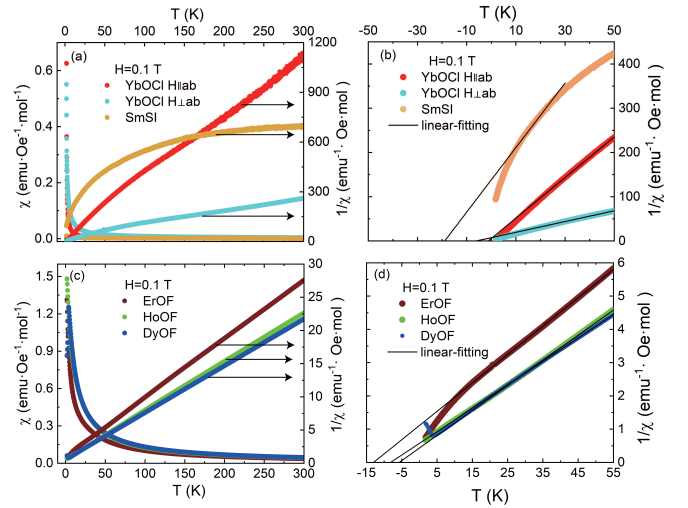 T (K)
0 50 100 150 200 250 300
(a)
H=0.1 T
YbOCl H∥ab
YbOCl H⊥ab
SmSI
χ (emu·Oe⁻¹·mol⁻¹)
0.6
0.4
0.2
0.0
1200
900
600
300
0
1/χ (emu⁻¹· Oe·mol)
T (K)
-50 -30 -10 10 30 50
(b)
H=0.1 T
YbOCl H∥ab
YbOCl H⊥ab
SmSI
linear-fitting
400
300
200
100
0
1/χ (emu⁻¹· Oe·mol)
(c)
H=0.1 T
ErOF
HoOF
DyOF
χ (emu·Oe⁻¹·mol⁻¹)
1.5
1.2
0.9
0.6
0.3
0.0
30
25
20
15
10
5
0
1/χ (emu⁻¹· Oe·mol)
0 50 100 150 200 250 300
T (K)
(d)
H=0.1 T
ErOF
HoOF
DyOF
linear-fitting
6
5
4
3
2
1
0
1/χ (emu⁻¹· Oe·mol)
-15 -5 5 15 25 35 45 55
T (K)